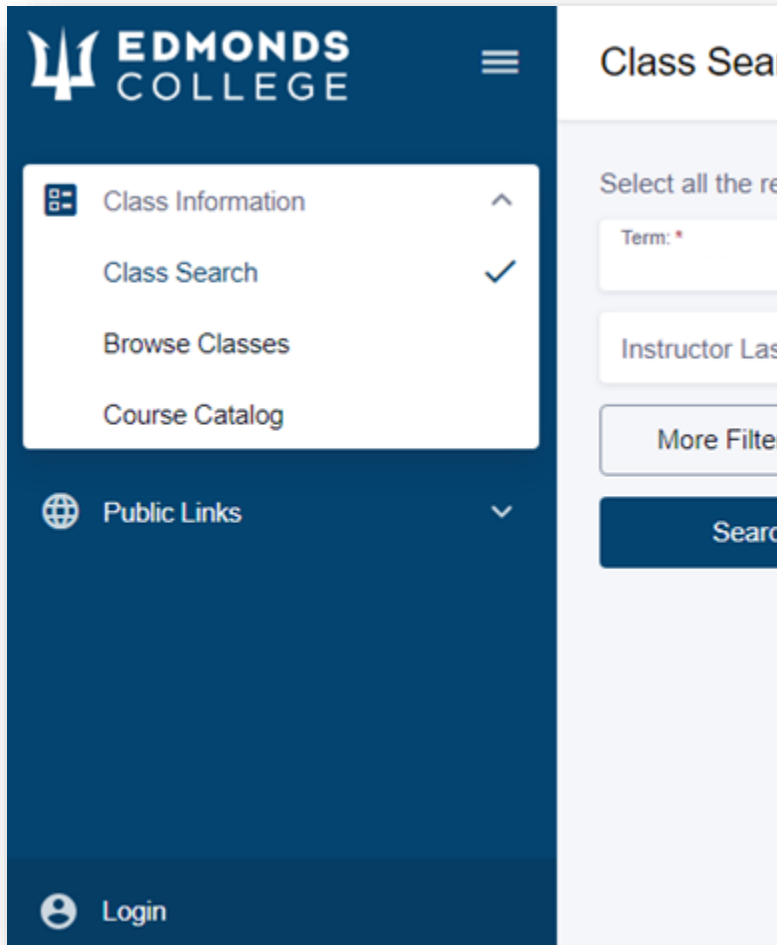 EDMONDS
COLLEGE
Class Information
Class Search
Browse Classes
Course Catalog
Public Links
Login
Class Sear
Select all the re
Term: *
Instructor Las
More Filter
Searc